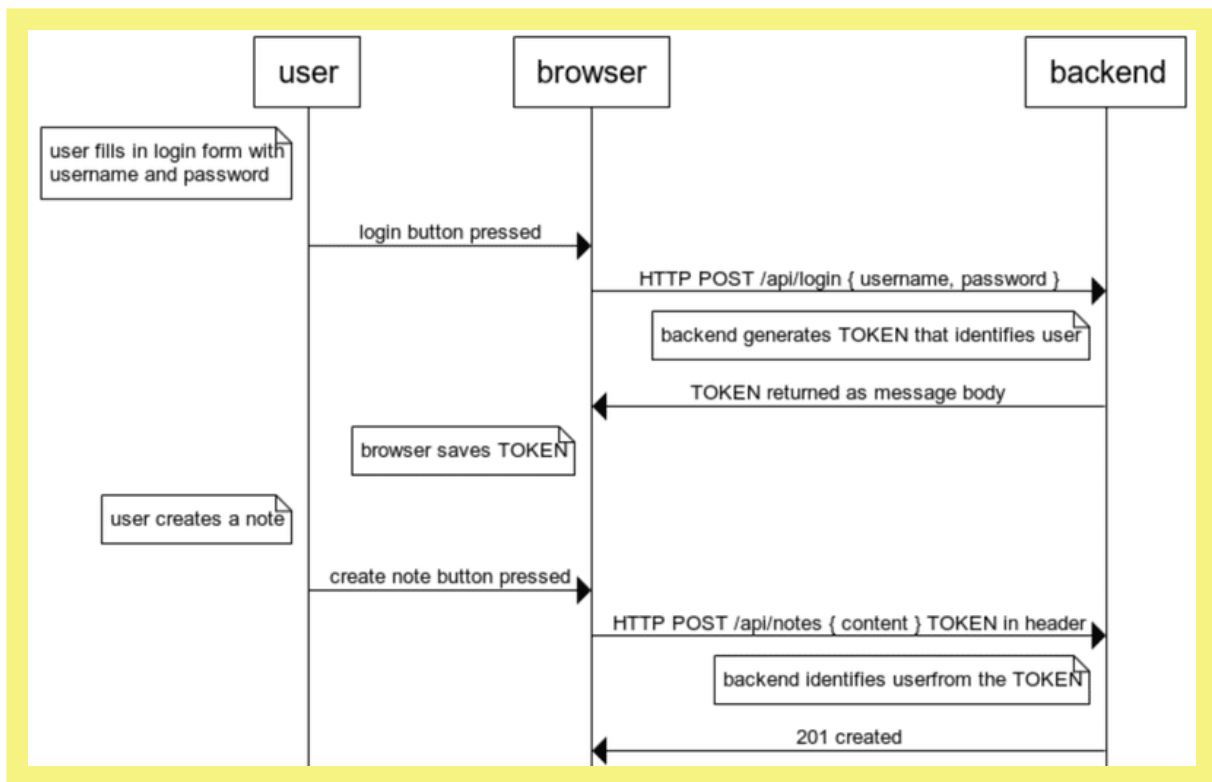 user
browser
backend
user fills in login form with
username and password
login button pressed
HTTP POST /api/login { username, password }
backend generates TOKEN that identifies user
TOKEN returned as message body
browser saves TOKEN
user creates a note
create note button pressed
HTTP POST /api/notes { content } TOKEN in header
backend identifies userfrom the TOKEN
201 created